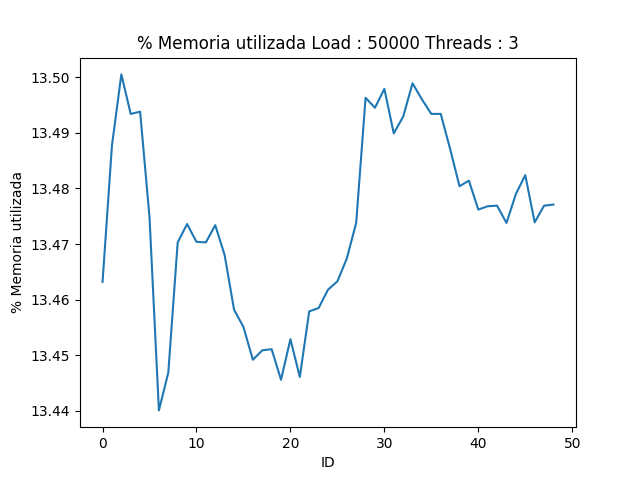 % Memoria utilizada Load : 50000 Threads : 3
13.50
13.49
13.48
13.47
13.46
13.45
13.44
% Memoria utilizada
0 10 20 30 40 50
ID